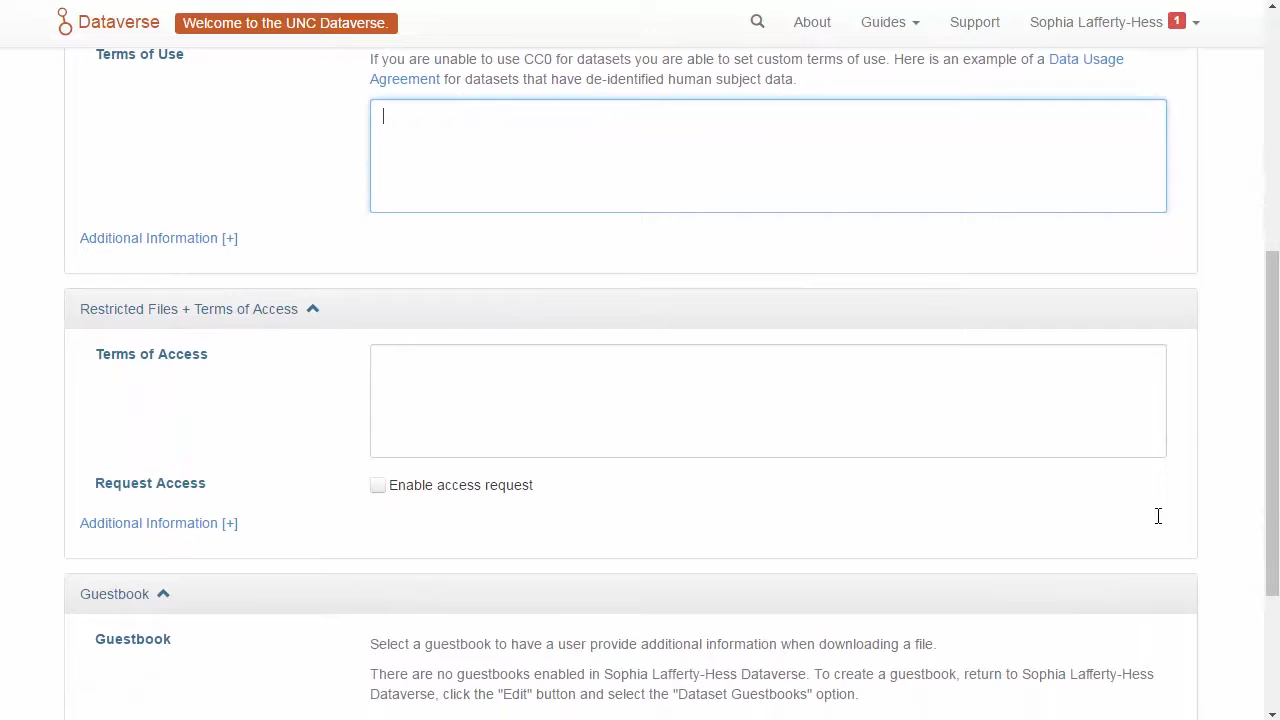 Dataverse Welcome to the UNC Dataverse. About Guides Support Sophia Lafferty-Hess 1
Terms of Use
If you are unable to use CC0 for datasets you are able to set custom terms of use. Here is an example of a Data Usage
Agreement for datasets that have de-identified human subject data.
Additional Information [+]
Restricted Files + Terms of Access
Terms of Access
Request Access
Enable access request
Additional Information [+]
Guestbook
Guestbook
Select a guestbook to have a user provide additional information when downloading a file.
There are no guestbooks enabled in Sophia Lafferty-Hess Dataverse. To create a guestbook, return to Sophia Lafferty-Hess
Dataverse, click the "Edit" button and select the "Dataset Guestbooks" option.